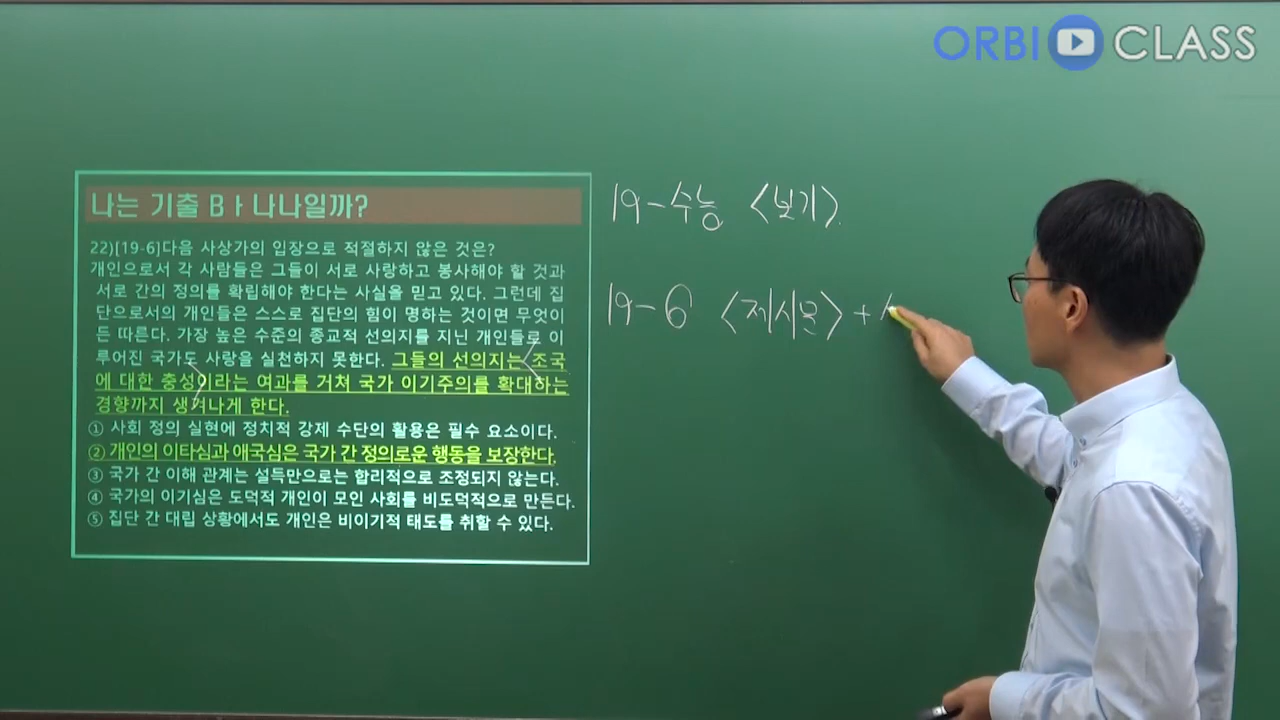 ORBI CLASS
나는 기출 Bㅏ 나나일까?
22)[19-6]다음 사상가의 입장으로 적절하지 않은 것은?
개인으로서 각 사람들은 그들이 서로 사랑하고 봉사해야 할 것과
서로 간의 정의를 확립해야 한다는 사실을 믿고 있다. 그런데 집
단으로서의 개인들은 스스로 집단의 힘이 명하는 것이면 무엇이
든 따른다. 가장 높은 수준의 종교적 선의지를 지닌 개인들로 이
루어진 국가도 사랑을 실천하지 못한다. 그들의 선의지는 조국
에 대한 충성이라는 여과를 거쳐 국가 이기주의를 확대하는
경향까지 생겨나게 한다.
① 사회 정의 실현에 정치적 강제 수단의 활용은 필수 요소이다.
② 개인의 이타심과 애국심은 국가 간 정의로운 행동을 보장한다.
③ 국가 간 이해 관계는 설득만으로는 합리적으로 조정되지 않는다.
④ 국가의 이기심은 도덕적 개인이 모인 사회를 비도덕적으로 만든다.
⑤ 집단 간 대립 상황에서도 개인은 비이기적 태도를 취할 수 있다.
19-수능 <보기>.
19-6 <제시문> +